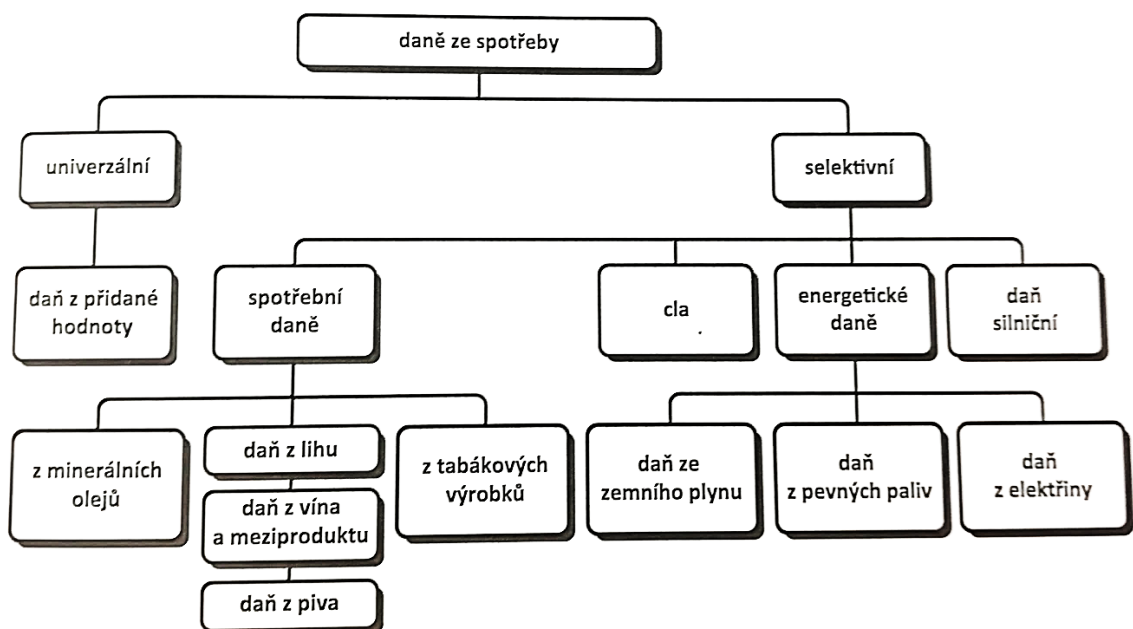 daně ze spotřeby
univerzální
selektivní
daň z přidané
hodnoty
spotřební
daně
cla
energetické
daně
daň
silniční
z minerálních
olejů
daň z lihu
daň z vína
a meziproduktu
daň z piva
z tabákových
výrobků
daň ze
zemního plynu
daň
z pevných paliv
daň
z elektřiny